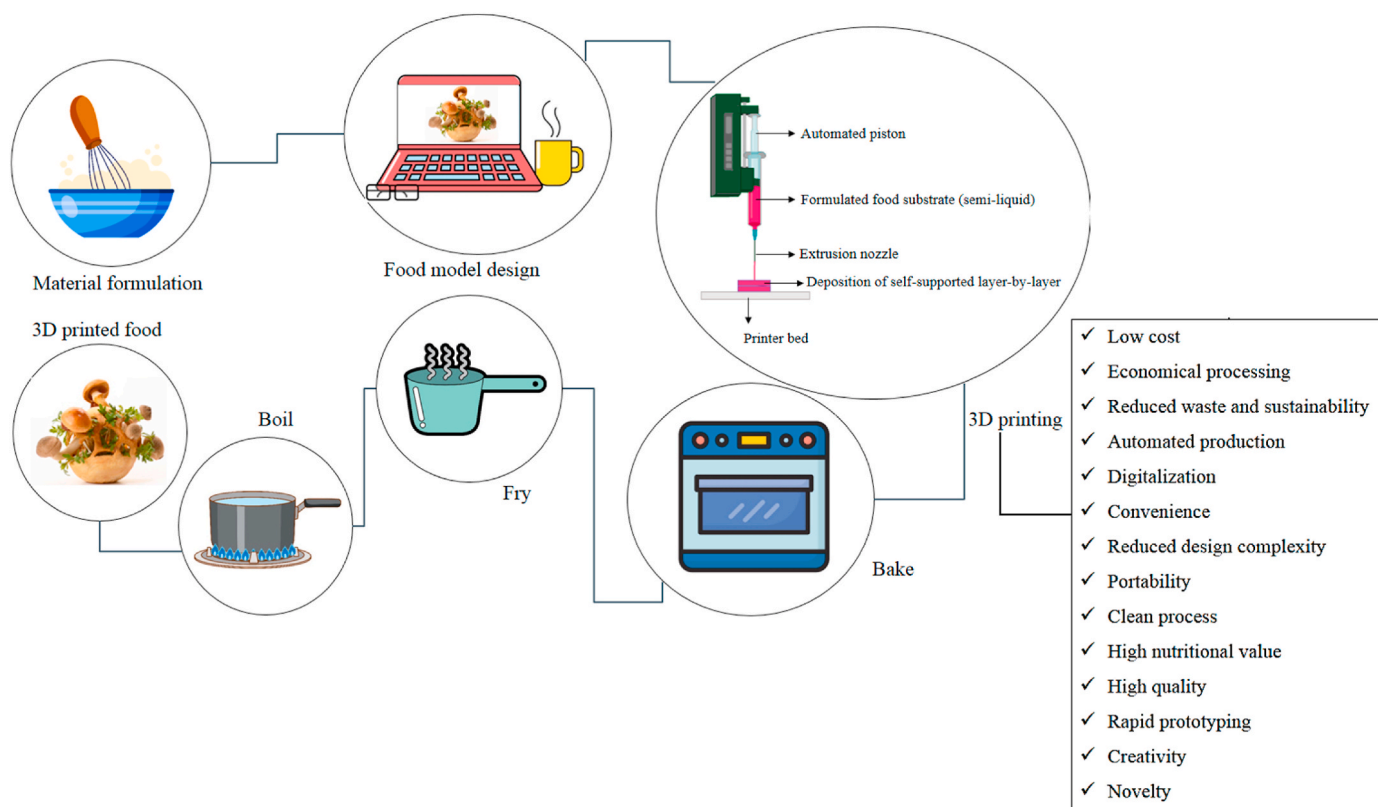 Automated piston
Formulated food substrate (semi-liquid)
Extrusion nozzle
Material formulation
Food model design
Deposition of self-supported layer-by-layer
Printer bed
3D printed food
Boil
Fry
Bake
3D printing
✓ Low cost
✓ Economical processing
✓ Reduced waste and sustainability
✓ Automated production
✓ Digitalization
✓ Convenience
✓ Reduced design complexity
✓ Portability
✓ Clean process
✓ High nutritional value
✓ High quality
✓ Rapid prototyping
✓ Creativity
✓ Novelty